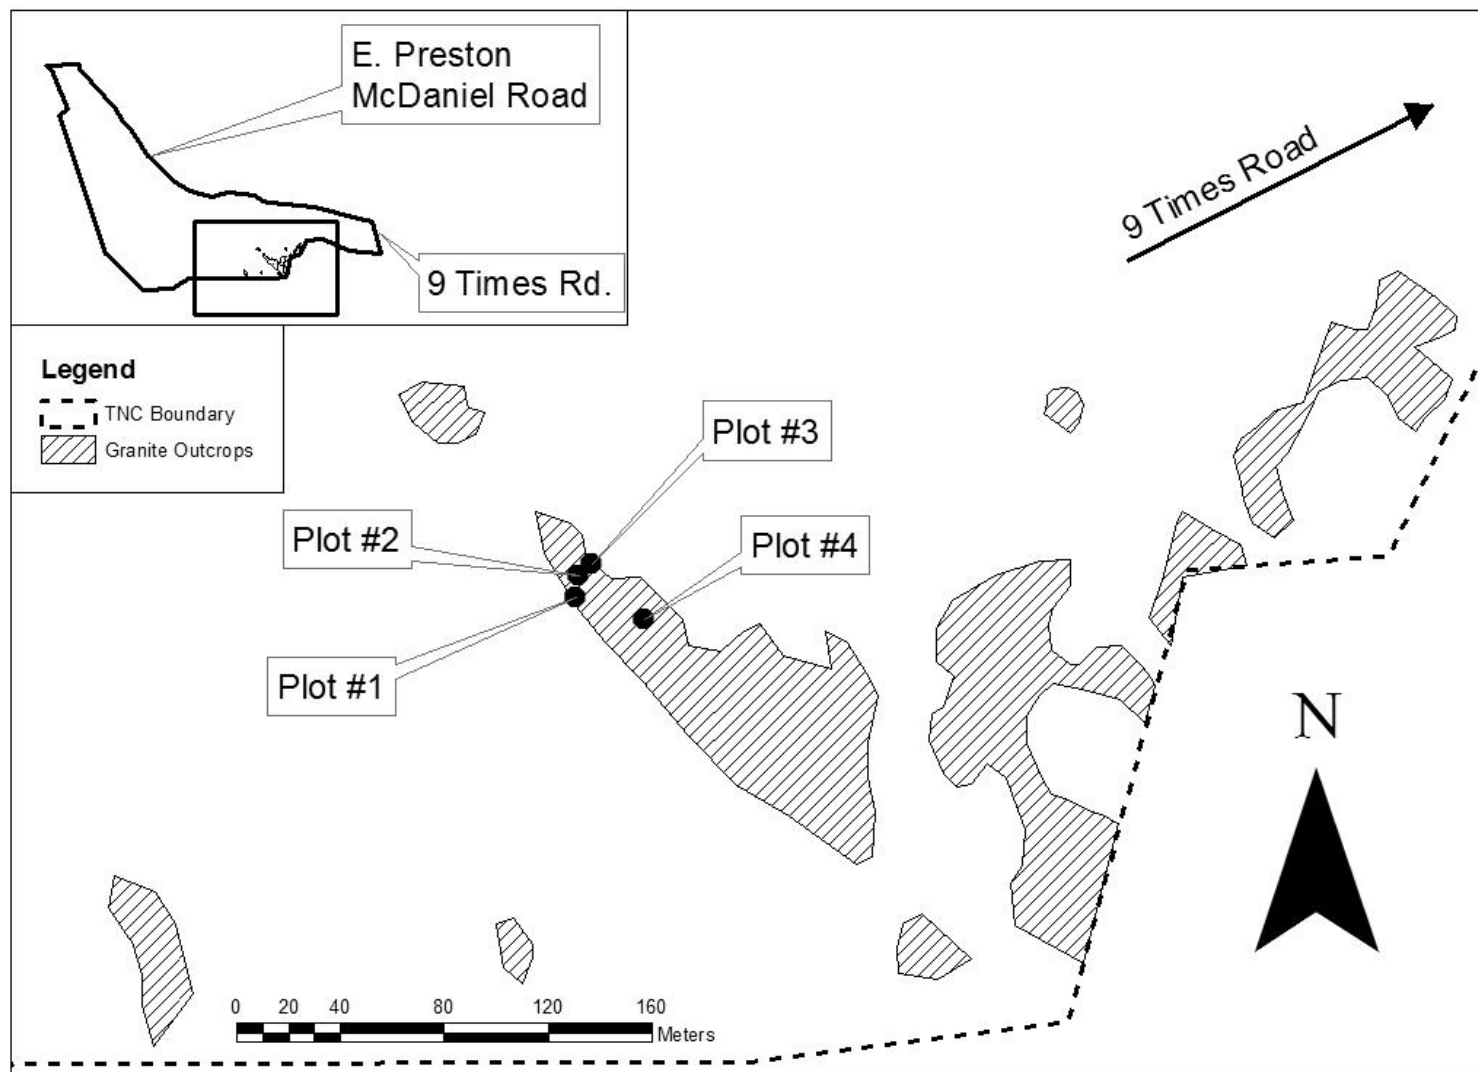 E. Preston
McDaniel Road
9 Times Rd.
9 Times Road
Legend
TNC Boundary
Granite Outcrops
Plot #3
Plot #2
Plot #4
Plot #1
N
0 20 40 80 120 160
Meters